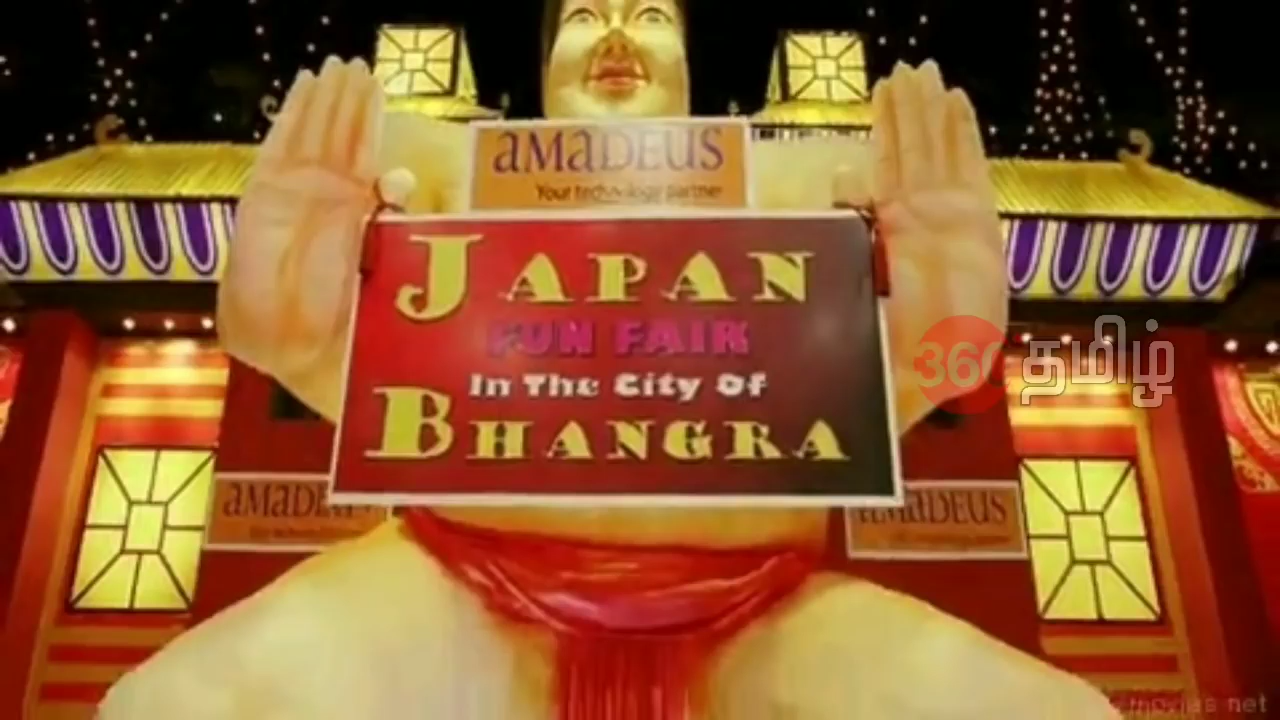 aMaDEUS
Your technology partner
JAPAN
FUN FAIR
In The City Of
BHANGRA
aMaDEUS
aMaDEUS
360 தமிழ்